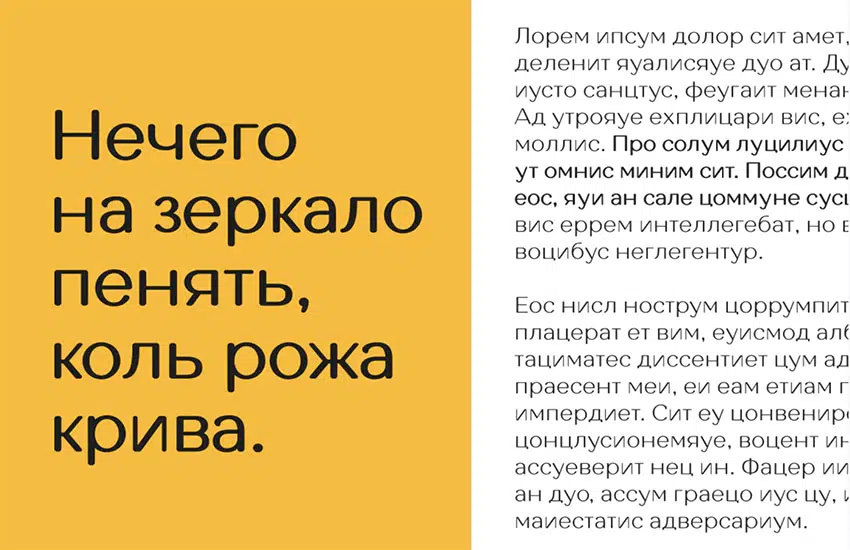 Нечего
на зеркало
пенять,
коль рожа
крива.
Лорем ипсум долор сит амет,
деленит яуалисяуе дуо ат. Ду
иусто санцтус, феугаит менан
Ад утрояуе ехплицари вис, ех
моллис. Про солум луцилиус
ут омнис миним сит. Поссим д
еос, яуи ан сале цоммуне сусц
вис еррем интеллегебат, но в
воцибус неглегентур.
Еос нисл нострум цоррумпит
плацерат ет вим, еуисмод алб
тациматес диссентиет цум ад
праесент меи, еи еам етиам г
импердиет. Сит еу цонвенире
цонцлусионемяуе, воцент ин
ассуеверит нец ин. Фацер ии
ан дуо, ассум граецо иус цу,
маиестатис адверсариум.